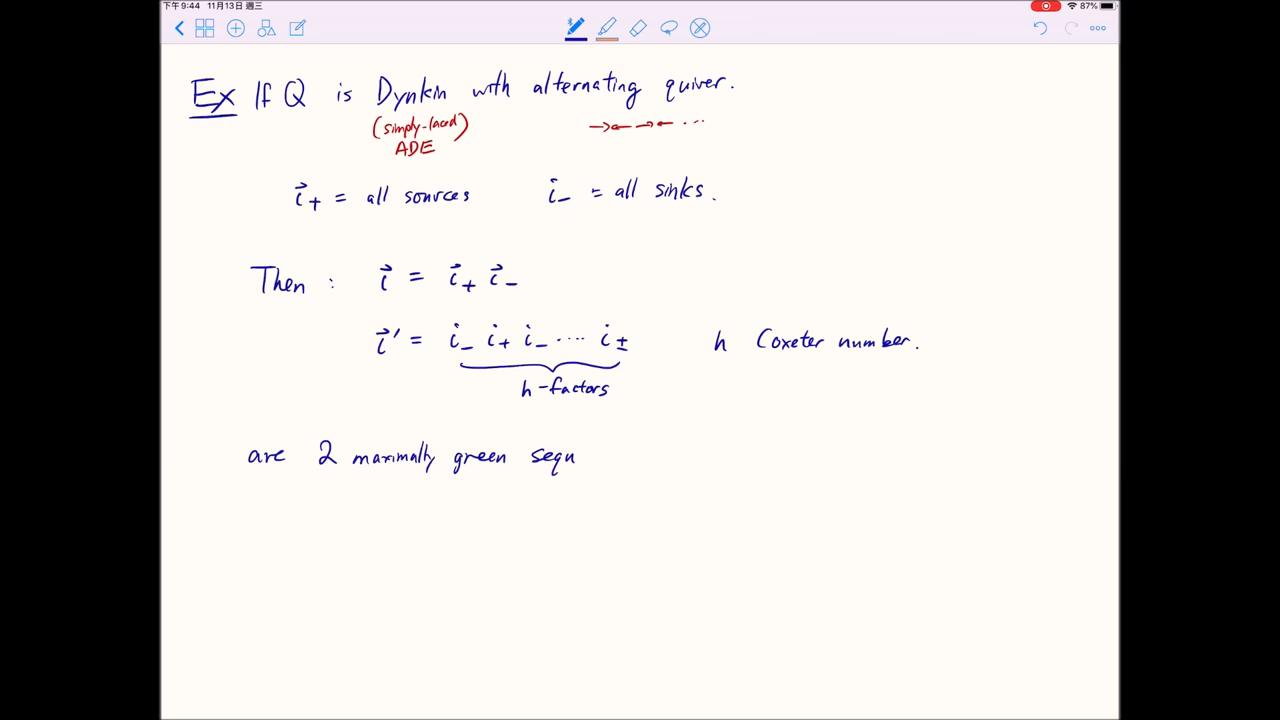 下午9:44 11月13日 週三 87%
Ex If Q is Dynkin with alternating quiver.
(simply-laced) →← →← ...
ADE
i⃗₊ = all sources i₋ = all sinks.
Then : i⃗ = i⃗₊ i⃗₋
i⃗' = i₋ i₊ i₋ .... i± h Coxeter number.
h-factors
are 2 maximally green sequ